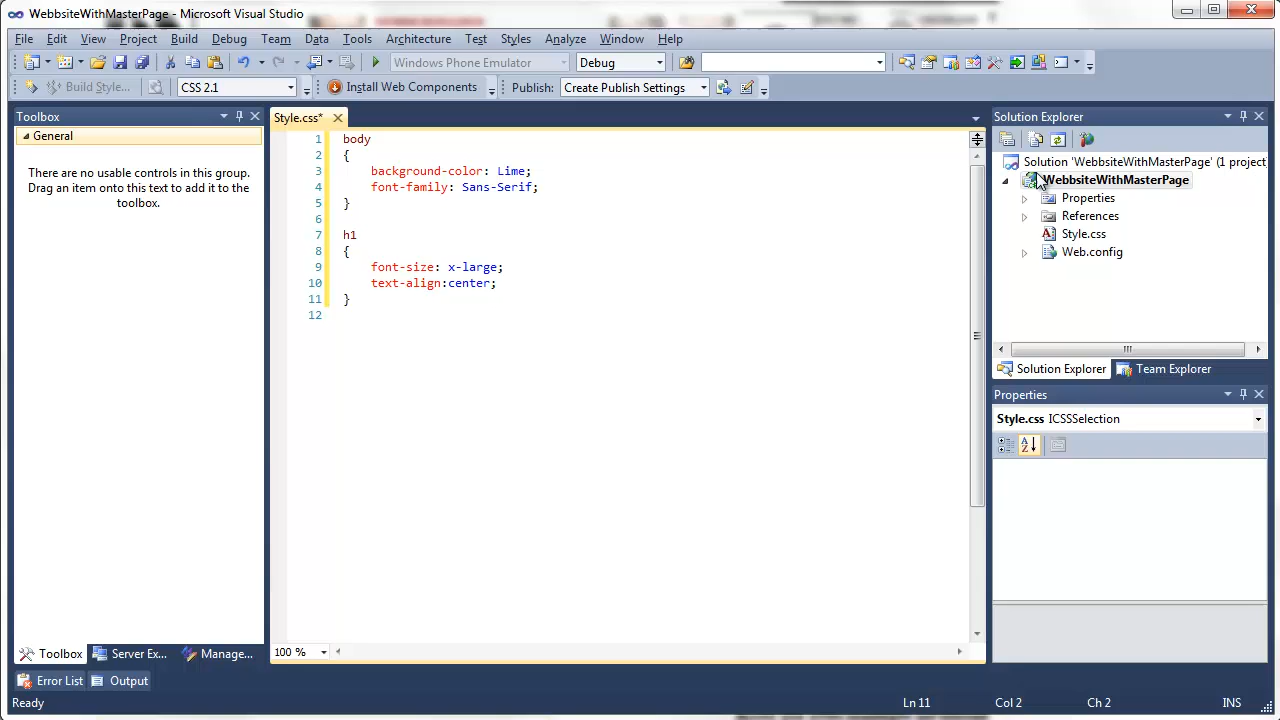 WebbsiteWithMasterPage - Microsoft Visual Studio
File Edit View Project Build Debug Team Data Tools Architecture Test Styles Analyze Window Help
Windows Phone Emulator Debug
Build Style... CSS 2.1 Install Web Components Publish: Create Publish Settings
Toolbox
General
There are no usable controls in this group.
Drag an item onto this text to add it to the
toolbox.
Toolbox Server Ex... Manage...
Style.css*
1 body
2 {
3 background-color: Lime;
4 font-family: Sans-Serif;
5 }
6
7 h1
8 {
9 font-size: x-large;
10 text-align:center;
11 }
12
100 %
Solution Explorer
Solution 'WebbsiteWithMasterPage' (1 project)
WebbsiteWithMasterPage
Properties
References
Style.css
Web.config
Solution Explorer Team Explorer
Properties
Style.css ICSSSelection
Error List Output
Ready Ln 11 Col 2 Ch 2 INS